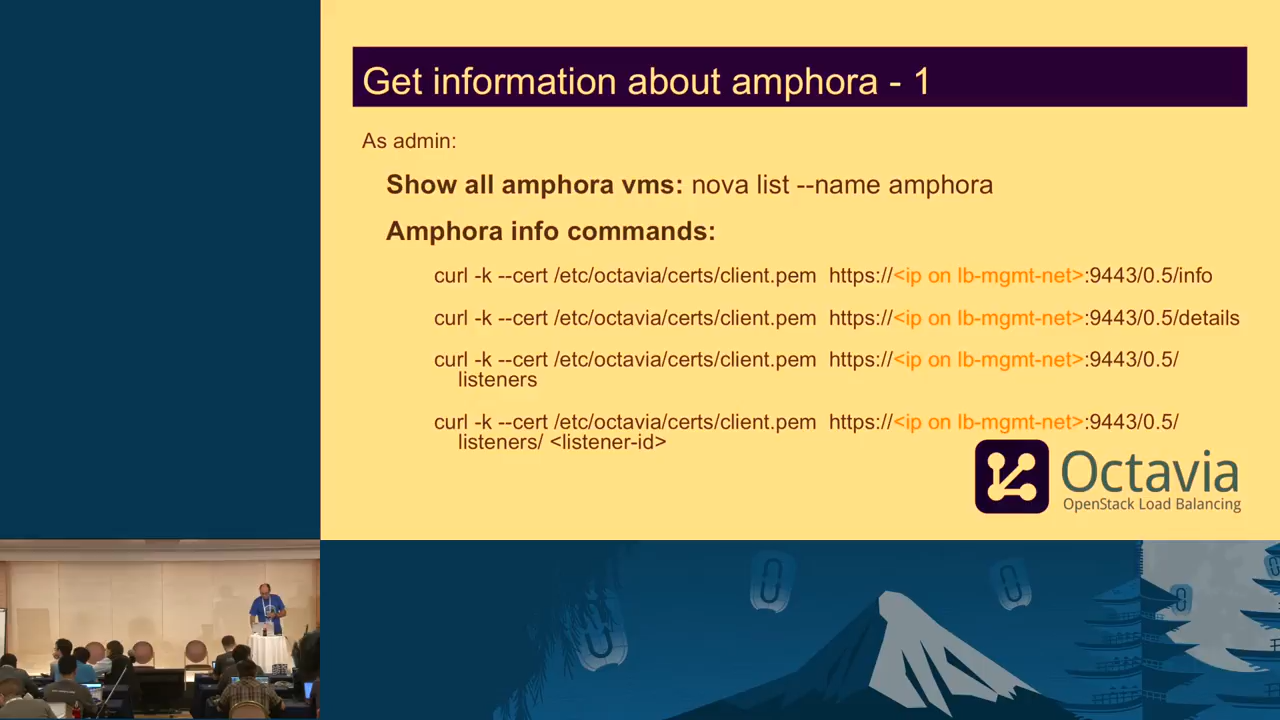 Get information about amphora - 1
As admin:
Show all amphora vms: nova list --name amphora
Amphora info commands:
curl -k --cert /etc/octavia/certs/client.pem  https://<ip on lb-mgmt-net>:9443/0.5/info
curl -k --cert /etc/octavia/certs/client.pem  https://<ip on lb-mgmt-net>:9443/0.5/details
curl -k --cert /etc/octavia/certs/client.pem  https://<ip on lb-mgmt-net>:9443/0.5/
listeners
curl -k --cert /etc/octavia/certs/client.pem  https://<ip on lb-mgmt-net>:9443/0.5/
listeners/ <listener-id>
Octavia
OpenStack Load Balancing